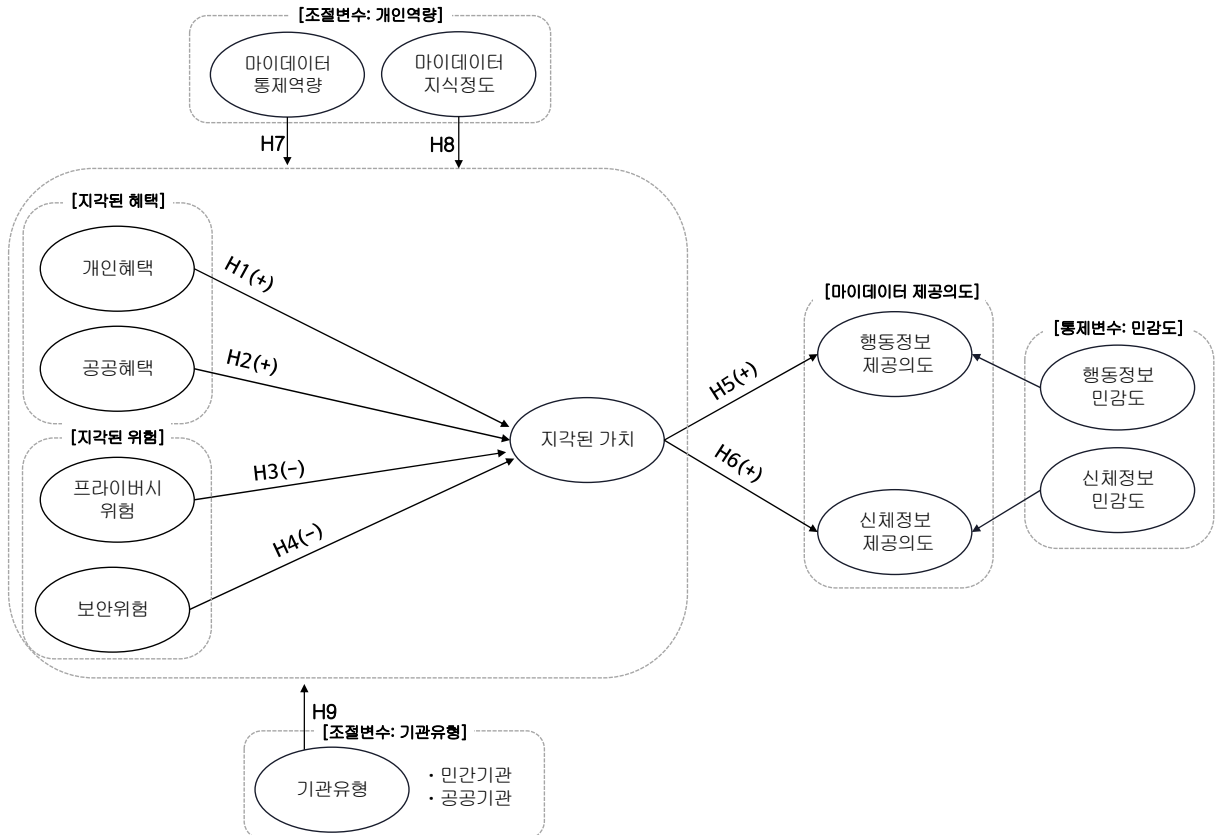 [조절변수: 개인역량]
마이데이터
통제역량
마이데이터
지식정도
H7
H8
[지각된 혜택]
개인혜택
H1(+)
공공혜택
H2(+)
[지각된 위험]
프라이버시
위험
H3(-)
보안위험
H4(-)
지각된 가치
H5(+)
H6(+)
[마이데이터 제공의도]
행동정보
제공의도
신체정보
제공의도
[통제변수: 민감도]
행동정보
민감도
신체정보
민감도
H9
[조절변수: 기관유형]
기관유형
· 민간기관
· 공공기관